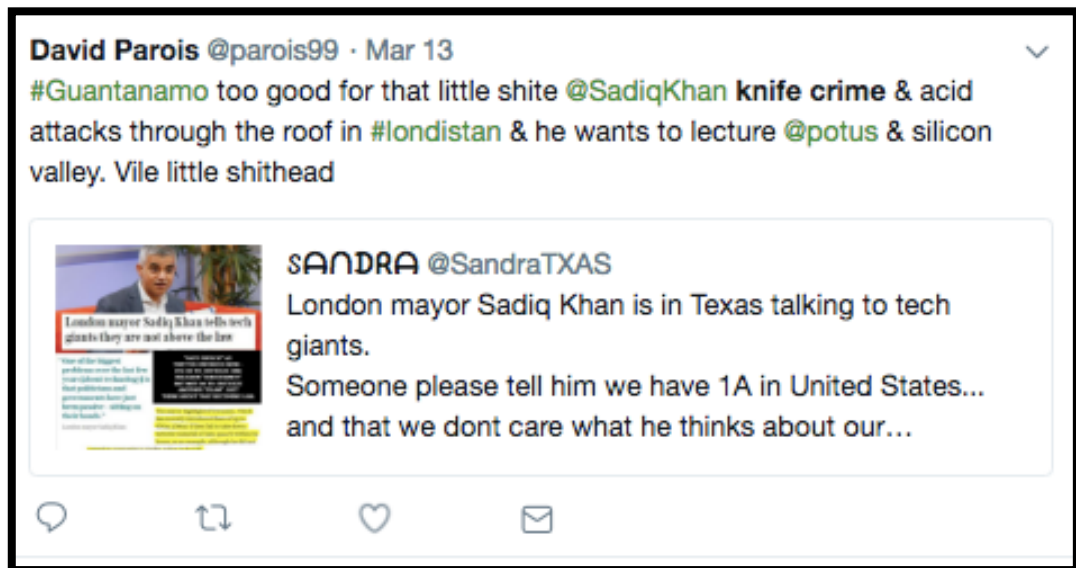 David Parois @parois99 · Mar 13
#Guantanamo too good for that little shite @SadiqKhan knife crime & acid
attacks through the roof in #londistan & he wants to lecture @potus & silicon
valley. Vile little shithead
SANDRA @SandraTXAS
London mayor Sadiq Khan is in Texas talking to tech
giants.
Someone please tell him we have 1A in United States...
and that we dont care what he thinks about our...
London mayor Sadiq Khan tells tech
giants they are not above the law